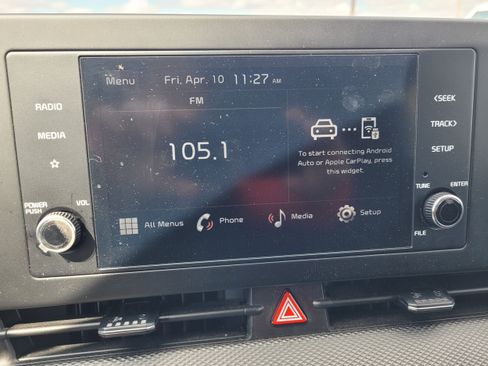 Menu Fri, Apr. 10 11:27 AM
FM
105.1
To start connecting Android
Auto or Apple CarPlay, press
this widget.
All Menus Phone Media Setup
RADIO
MEDIA
POWER
PUSH
VOL
<SEEK
TRACK>
SETUP
TUNE
ENTER
FILE